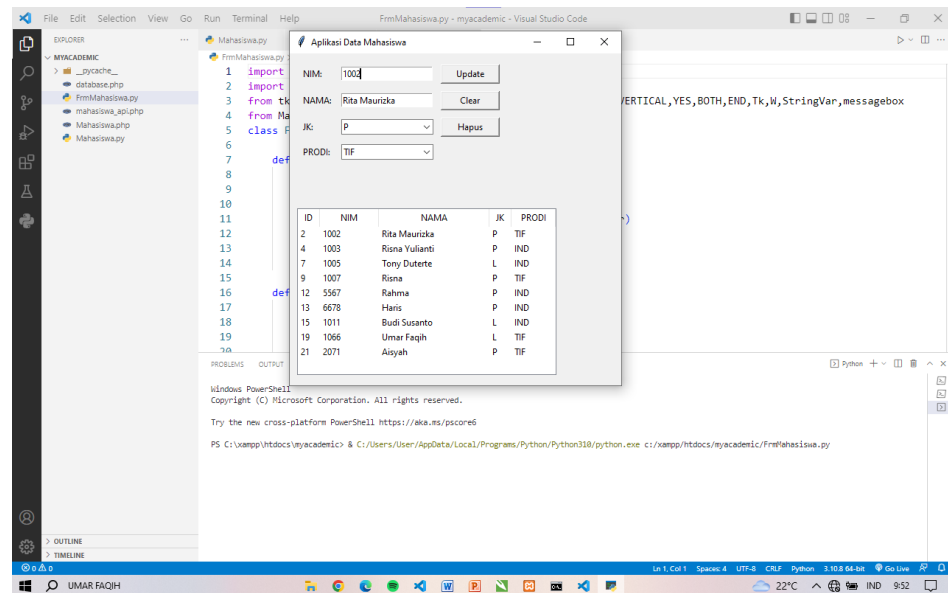 File Edit Selection View Go Run Terminal Help FrmMahasiswa.py - myacademic - Visual Studio Code
EXPLORER
MYACADEMIC
__pycache__
database.php
FrmMahasiswa.py
mahasiswa_api.php
Mahasiswa.php
Mahasiswa.py
OUTLINE
TIMELINE
Mahasiswa.py
FrmMahasiswa.py
1 import
2 import
3 from tk /ERTICAL,YES,BOTH,END,Tk,W,StringVar,messagebox
4 from Ma
5 class F
6
7 def
8
9
10
11
12
13
14
15
16 def
17
18
19
20
Aplikasi Data Mahasiswa
NIM: 1002 Update
NAMA: Rita Maurizka Clear
JK: P Hapus
PRODI: TIF
ID NIM NAMA JK PRODI
2 1002 Rita Maurizka P TIF
4 1003 Risna Yulianti P IND
7 1005 Tony Duterte L IND
9 1007 Risna P TIF
12 5567 Rahma P IND
13 6678 Haris P IND
15 1011 Budi Susanto L IND
19 1066 Umar Faqih L TIF
21 2071 Aisyah P TIF
PROBLEMS OUTPUT Python
Windows PowerShell
Copyright (C) Microsoft Corporation. All rights reserved.
Try the new cross-platform PowerShell https://aka.ms/pscore6
PS C:\xampp\htdocs\myacademic> & C:/Users/User/AppData/Local/Programs/Python/Python310/python.exe c:/xampp/htdocs/myacademic/FrmMahasiswa.py
0 0 Ln 1, Col 1 Spaces: 4 UTF-8 CRLF Python 3.10.8 64-bit Go Live
UMAR FAQIH 22°C IND 9:52